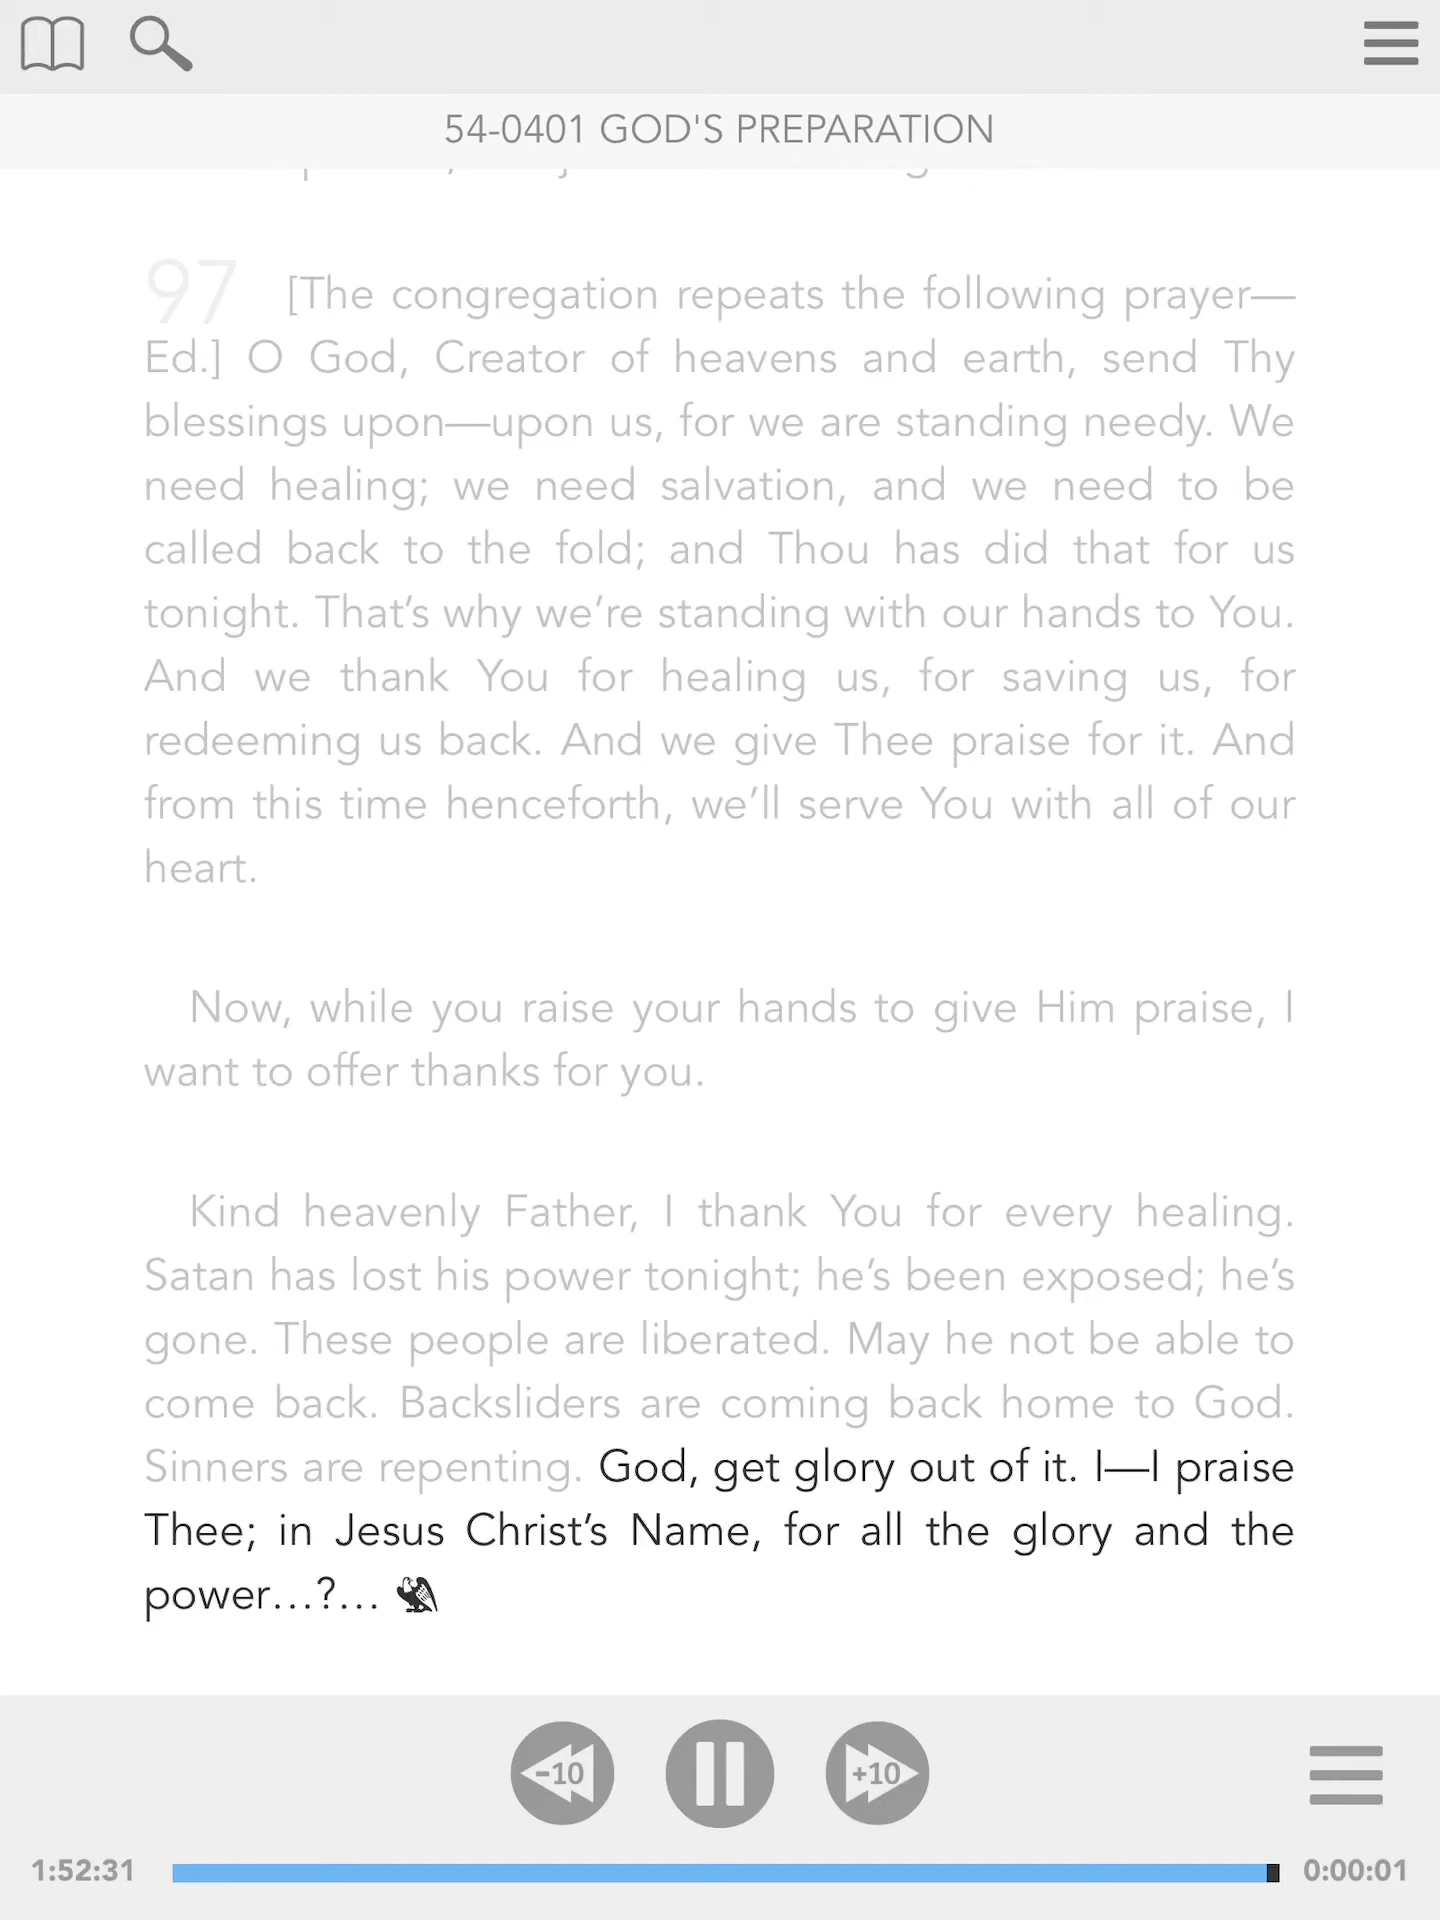 54-0401 GOD'S PREPARATION
97 [The congregation repeats the following prayer—
Ed.] O God, Creator of heavens and earth, send Thy
blessings upon—upon us, for we are standing needy. We
need healing; we need salvation, and we need to be
called back to the fold; and Thou has did that for us
tonight. That’s why we’re standing with our hands to You.
And we thank You for healing us, for saving us, for
redeeming us back. And we give Thee praise for it. And
from this time henceforth, we’ll serve You with all of our
heart.
Now, while you raise your hands to give Him praise, I
want to offer thanks for you.
Kind heavenly Father, I thank You for every healing.
Satan has lost his power tonight; he’s been exposed; he’s
gone. These people are liberated. May he not be able to
come back. Backsliders are coming back home to God.
Sinners are repenting. God, get glory out of it. I—I praise
Thee; in Jesus Christ’s Name, for all the glory and the
power…?…
-10 +10
1:52:31 0:00:01